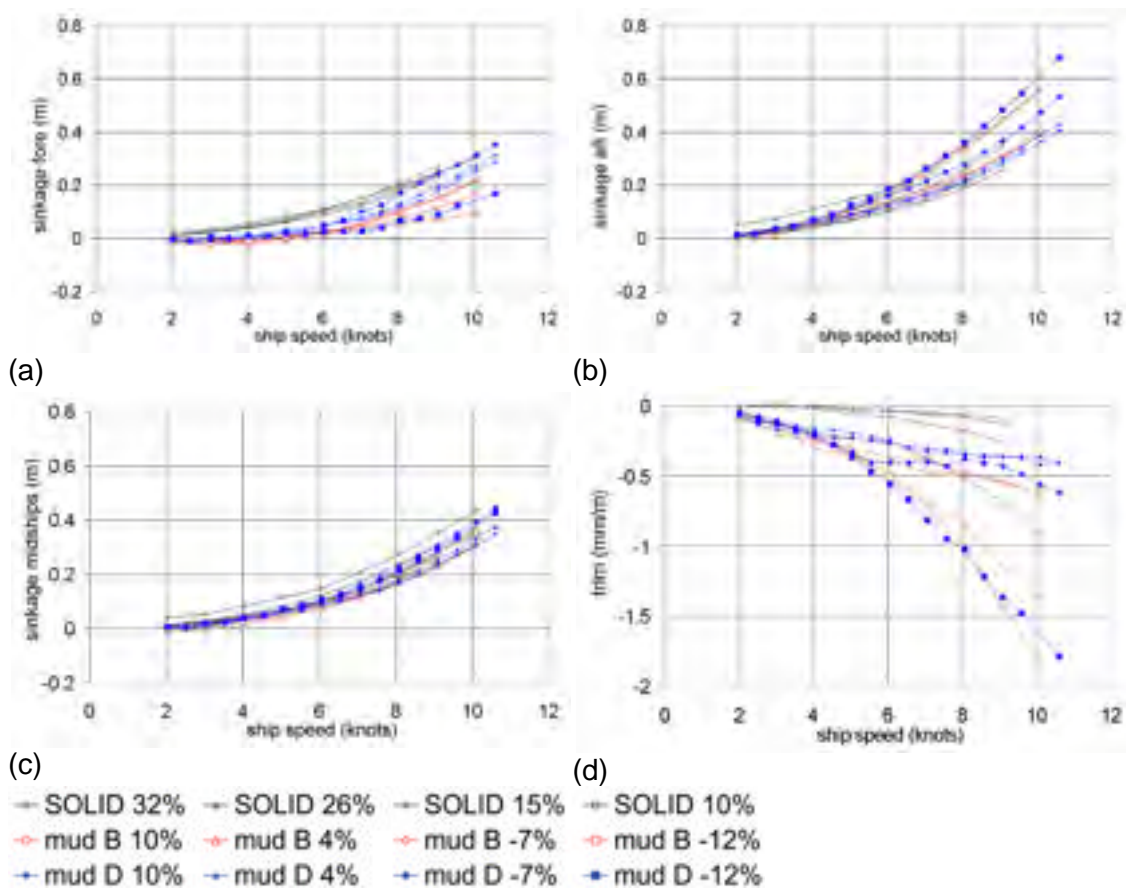 0.8 0.8
0.6 0.6
0.4 0.4
0.2 0.2
0 0
-0.2 -0.2
sinkage fore (m)
sinkage aft (m)
0 2 4 6 8 10 12
0 2 4 6 8 10 12
ship speed (knots) ship speed (knots)
(a) (b)
0.8 0
0.6 -0.5
0.4 -1
0.2 -1.5
0 -2
-0.2
sinkage midships (m)
trim (mm/m)
0 2 4 6 8 10 12
0 2 4 6 8 10 12
ship speed (knots) ship speed (knots)
(c) (d)
SOLID 32% SOLID 26% SOLID 15% SOLID 10%
mud B 10% mud B 4% mud B -7% mud B -12%
mud D 10% mud D 4% mud D -7% mud D -12%